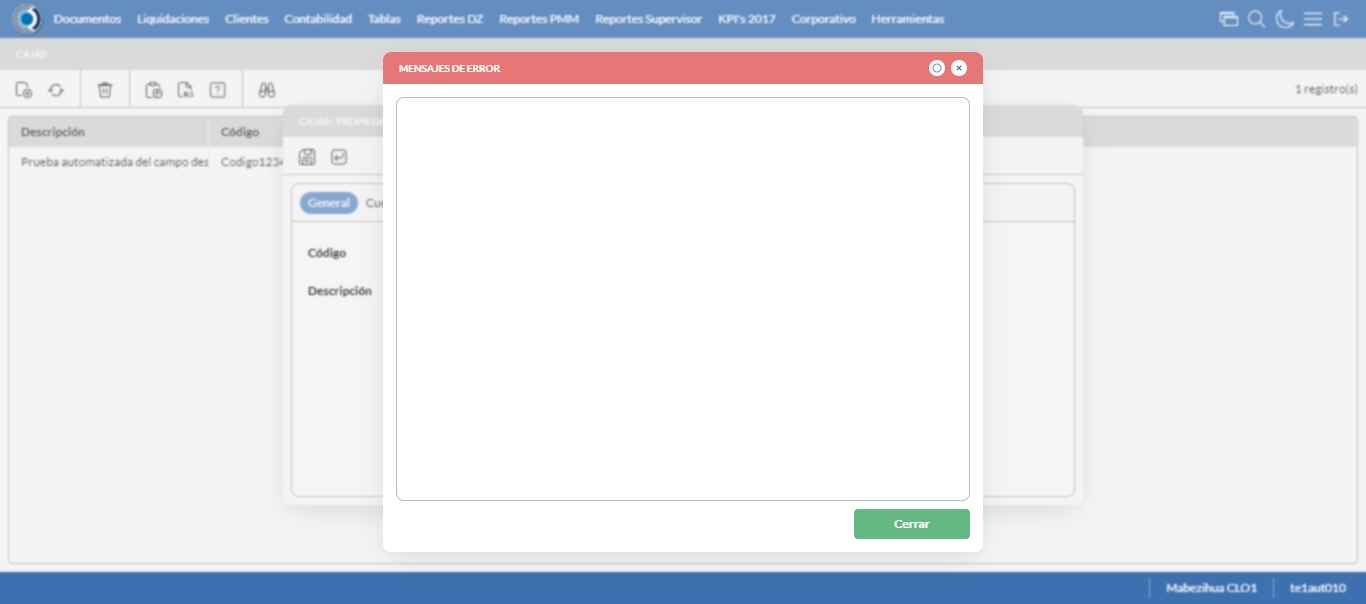 Documentos Liquidaciones Clientes Contabilidad Tablas Reportes DZ Reportes PMM Reportes Supervisor KPI's 2017 Corporativo Herramientas
CAJAS
1 registro(s)
Descripción Código
Prueba automatizada del campo des Codigo1234
CAJAS : PROPIEDA
General Cue
Código
Descripción
MENSAJES DE ERROR
Cerrar
Mabezihua CLO1 te1aut010